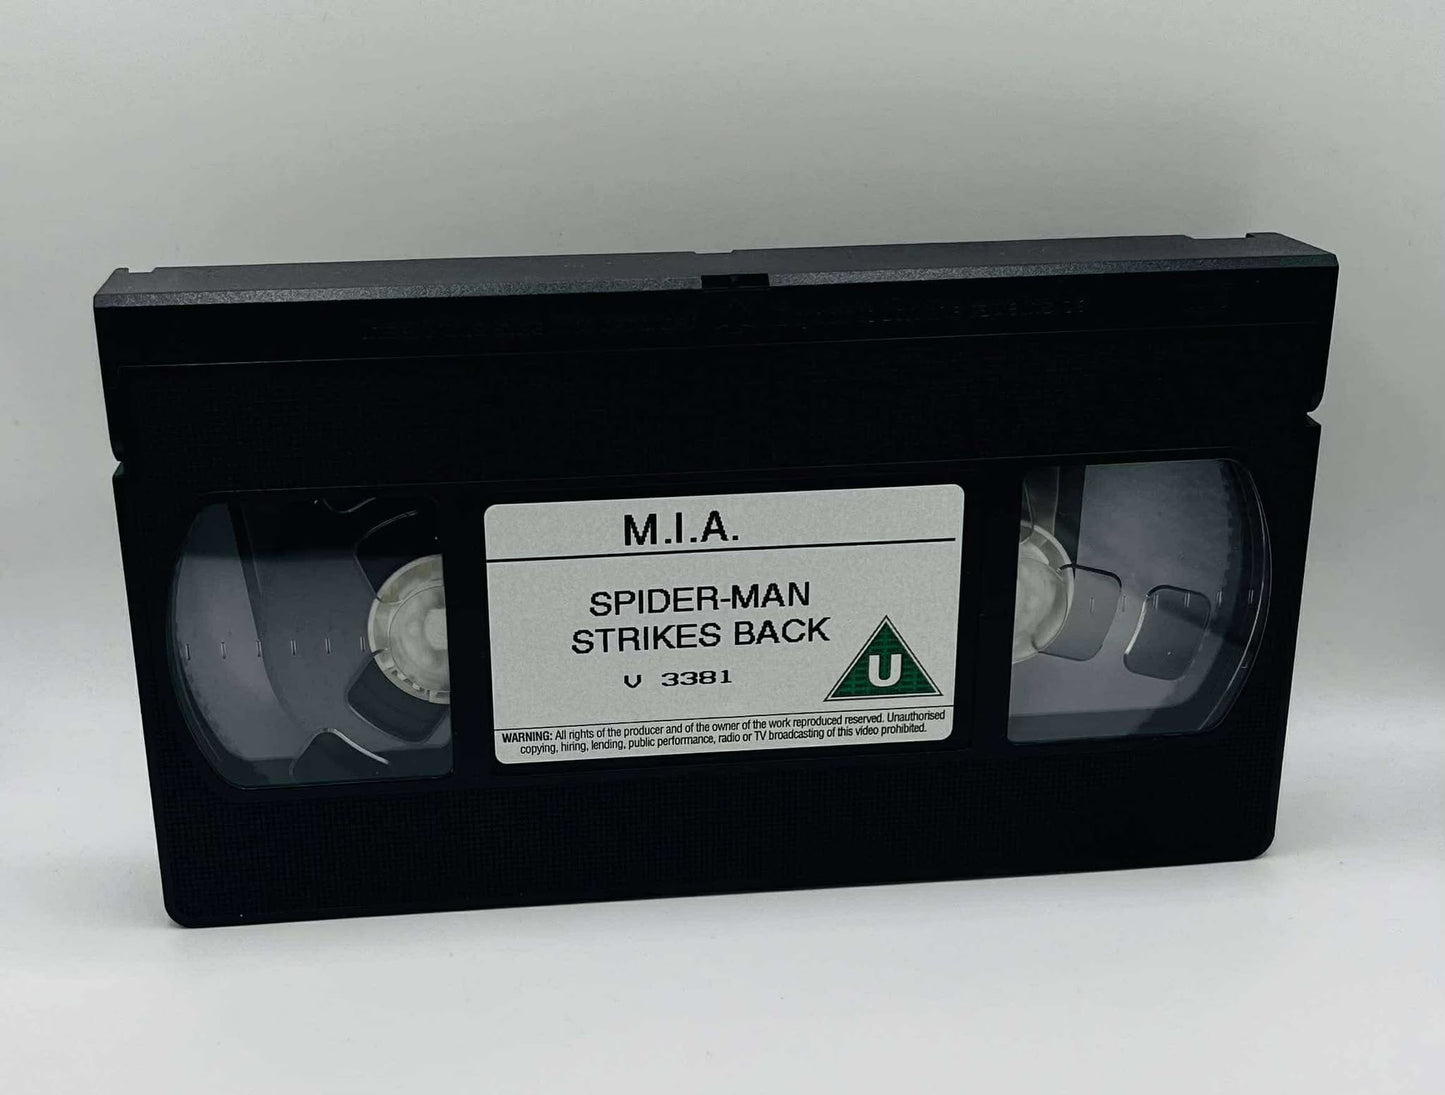 M.I.A.
SPIDER-MAN
STRIKES BACK
V 3381
U
WARNING: All rights of the producer and of the owner of the work reproduced reserved. Unauthorised
copying, hiring, lending, public performance, radio or TV broadcasting of this video prohibited.